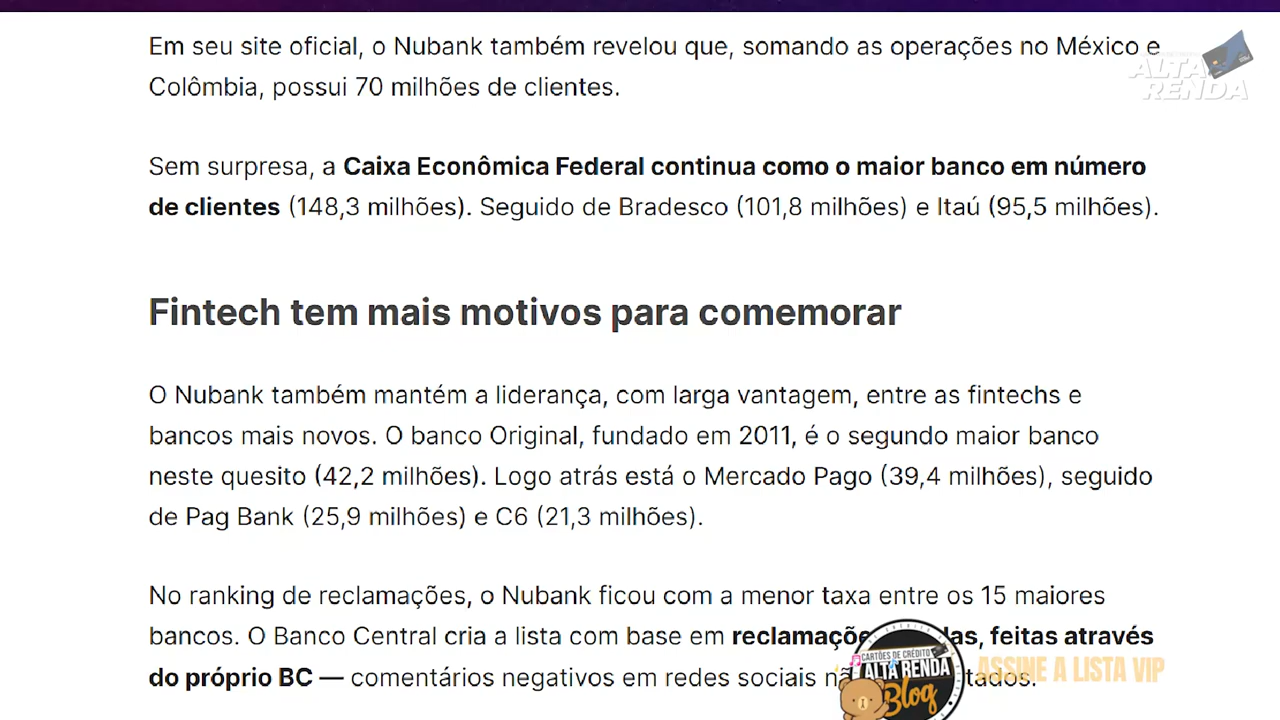 Em seu site oficial, o Nubank também revelou que, somando as operações no México e
Colômbia, possui 70 milhões de clientes.
ALTA
RENDA
Sem surpresa, a Caixa Econômica Federal continua como o maior banco em número
de clientes (148,3 milhões). Seguido de Bradesco (101,8 milhões) e Itaú (95,5 milhões).
Fintech tem mais motivos para comemorar
O Nubank também mantém a liderança, com larga vantagem, entre as fintechs e
bancos mais novos. O banco Original, fundado em 2011, é o segundo maior banco
neste quesito (42,2 milhões). Logo atrás está o Mercado Pago (39,4 milhões), seguido
de Pag Bank (25,9 milhões) e C6 (21,3 milhões).
No ranking de reclamações, o Nubank ficou com a menor taxa entre os 15 maiores
bancos. O Banco Central cria a lista com base em feitas através
do próprio BC — comentários negativos em redes sociais
CARTÕES DE CRÉDITO
ALTA RENDA
Blog
ASSINE A LISTA VIP